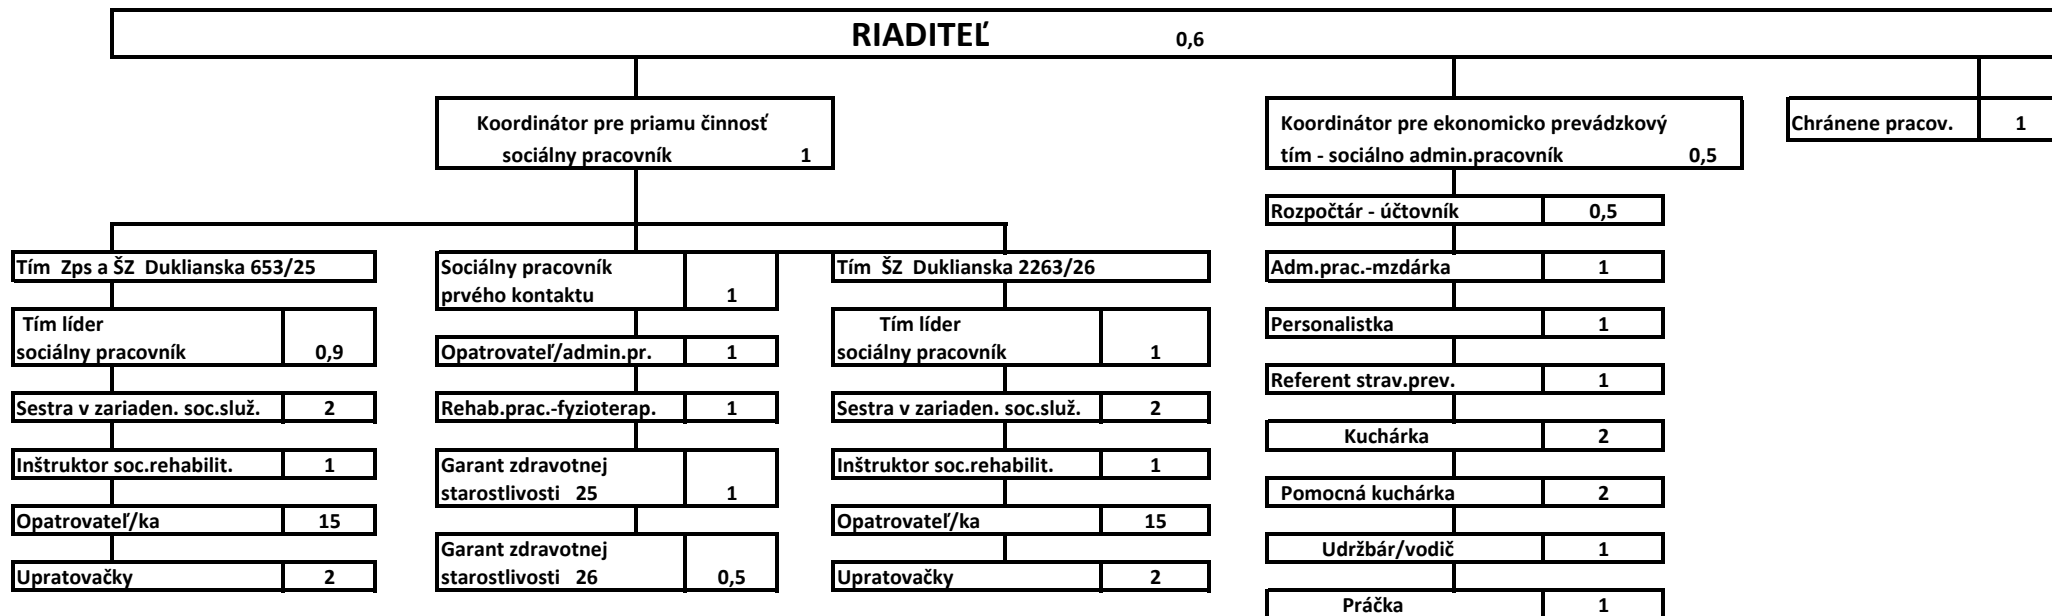 RIADITEĽ 0,6
Koordinátor pre priamu činnosť
sociálny pracovník 1
Koordinátor pre ekonomicko prevádzkový
tím - sociálno admin.pracovník 0,5
Chránene pracov. 1
Tím Zps a ŠZ Duklianska 653/25
Tím líder
sociálny pracovník 0,9
Sestra v zariaden. soc.služ. 2
Inštruktor soc.rehabilit. 1
Opatrovateľ/ka 15
Upratovačky 2
Sociálny pracovník
prvého kontaktu 1
Opatrovateľ/admin.pr. 1
Rehab.prac.-fyzioterap. 1
Garant zdravotnej
starostlivosti 25 1
Garant zdravotnej
starostlivosti 26 0,5
Tím ŠZ Duklianska 2263/26
Tím líder
sociálny pracovník 1
Sestra v zariaden. soc.služ. 2
Inštruktor soc.rehabilit. 1
Opatrovateľ/ka 15
Upratovačky 2
Rozpočtár - účtovník 0,5
Adm.prac.-mzdárka 1
Personalistka 1
Referent strav.prev. 1
Kuchárka 2
Pomocná kuchárka 2
Udržbár/vodič 1
Práčka 1